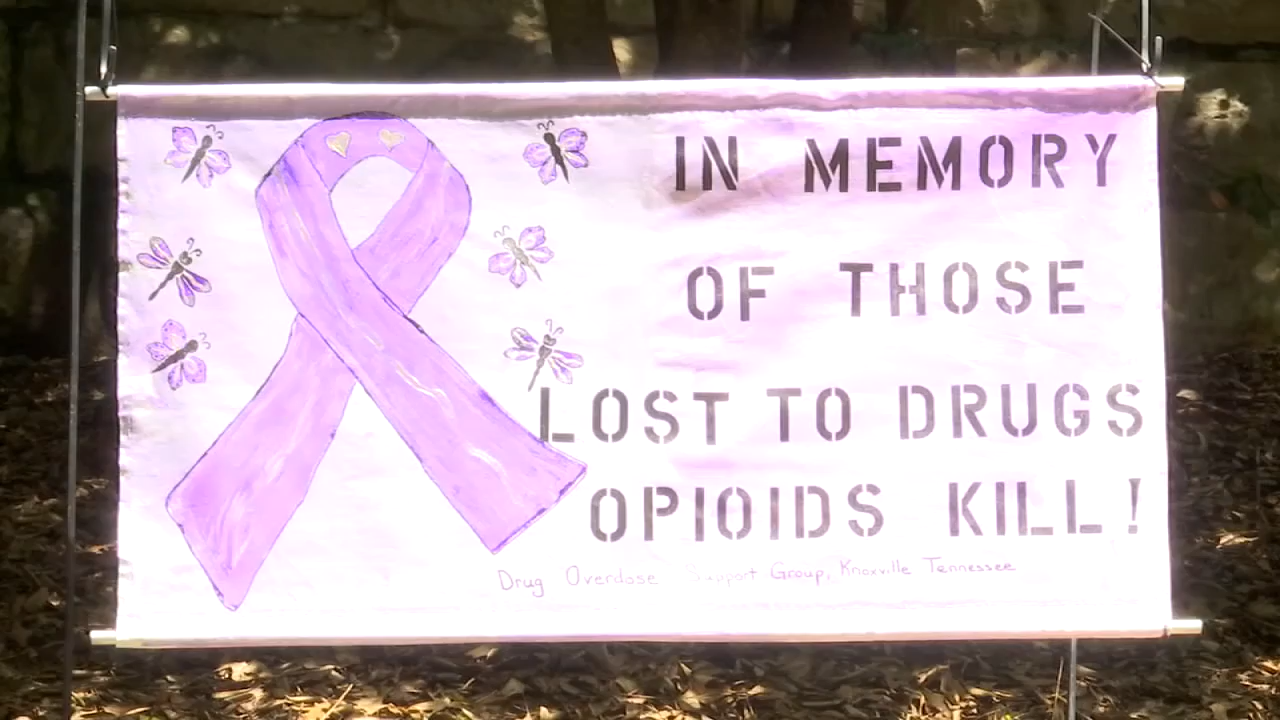 IN MEMORY
OF THOSE
LOST TO DRUGS
OPIOIDS KILL!
Drug Overdose Support Group, Knoxville Tennessee